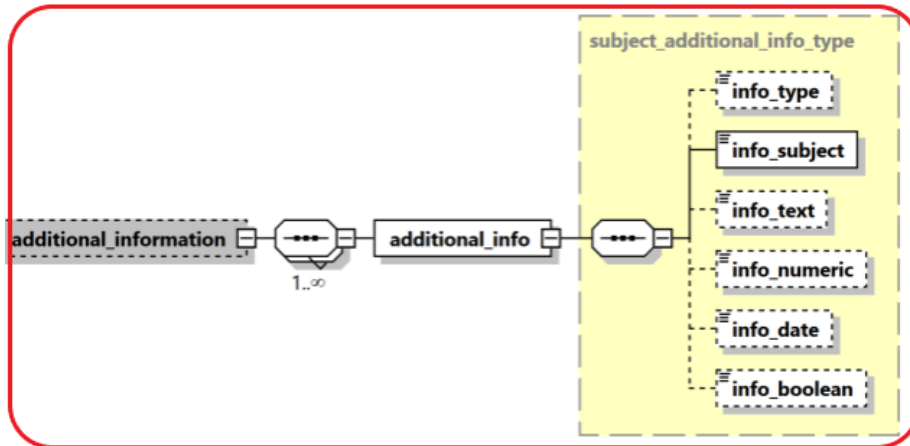 subject_additional_info_type
info_type
info_subject
info_text
additional_information
additional_info
1..∞
info_numeric
info_date
info_boolean